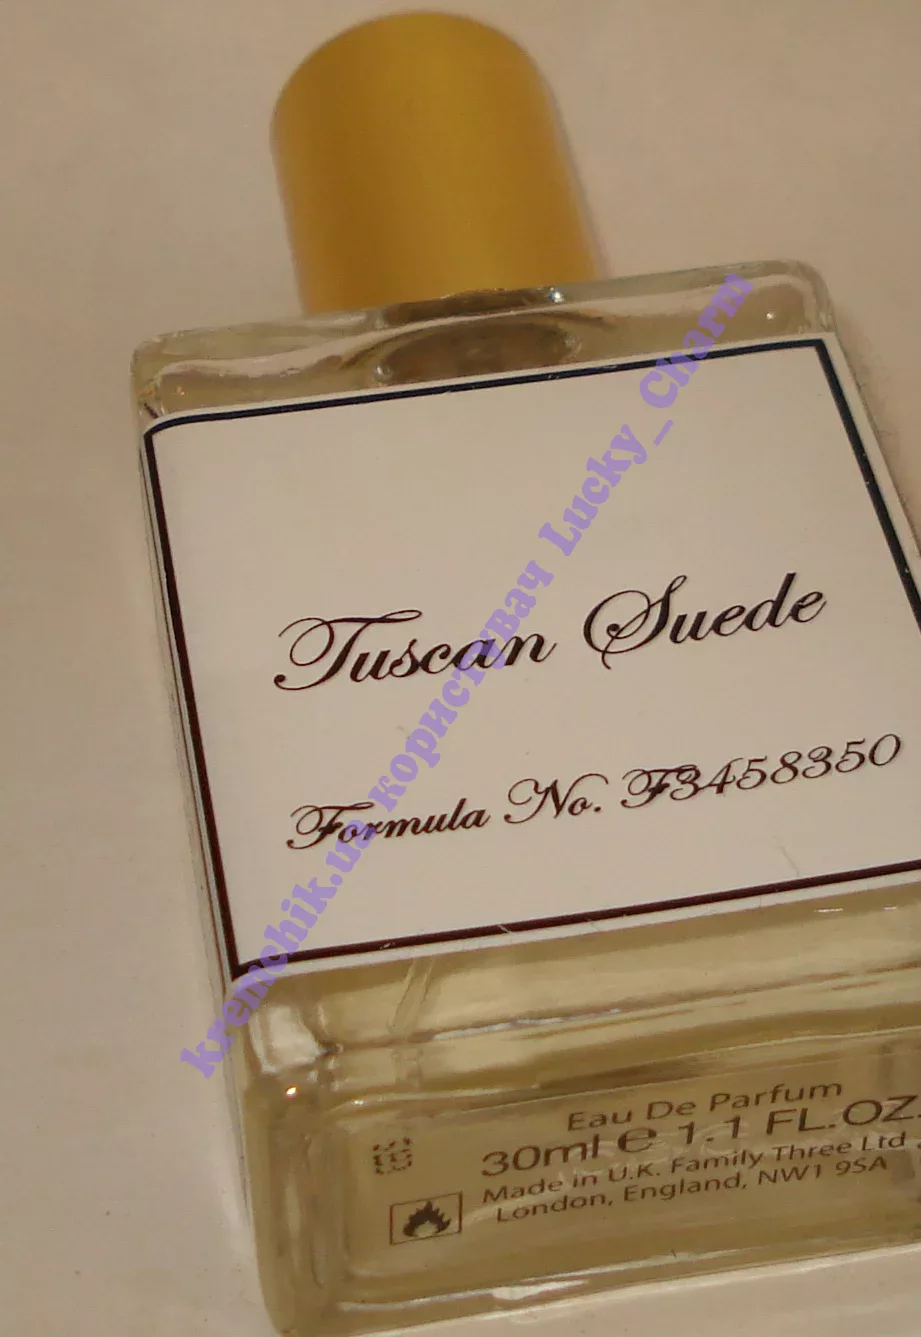 Tuscan Suede
Formula No. F3458350
Eau De Parfum
30ml e 1.1 FL.OZ.
Made in U.K. Family Three Ltd
London, England, NW1 9SA
kremchik.ua користувач Lucky_Charm